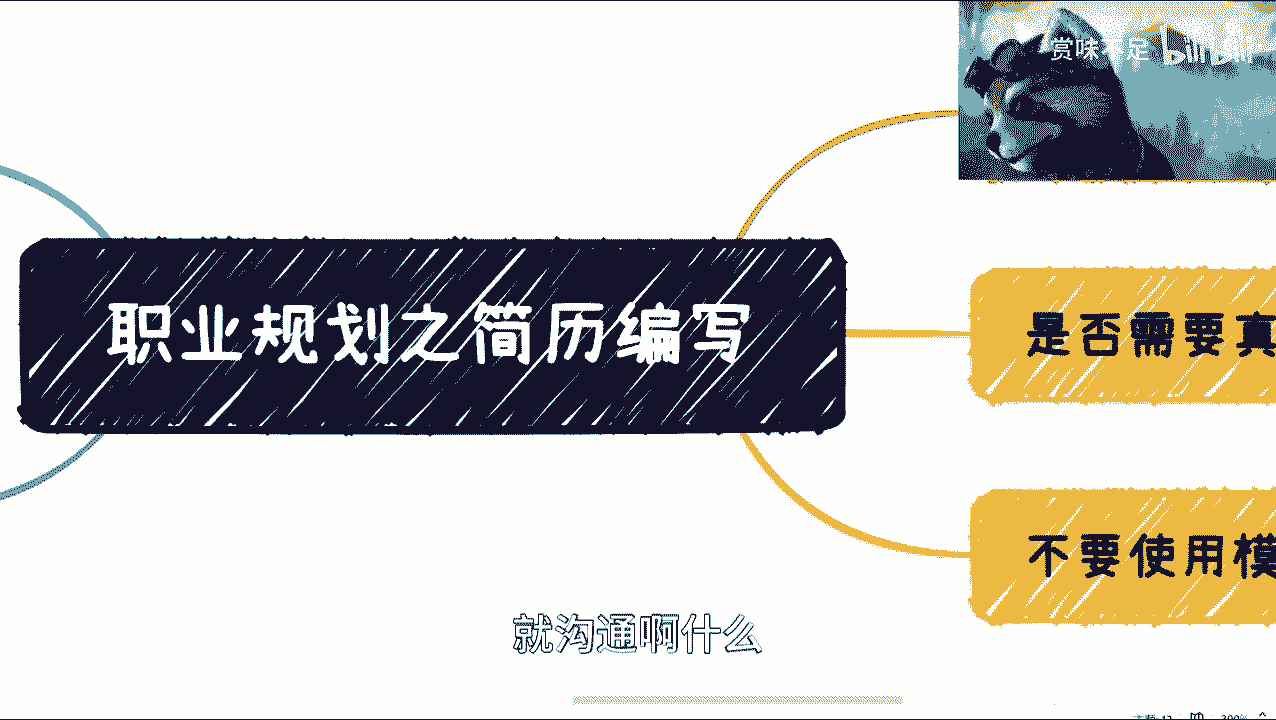 赏味不足 bilibili
职业规划之简历编写
是否需要真
不要使用模
就沟通啊什么
300%